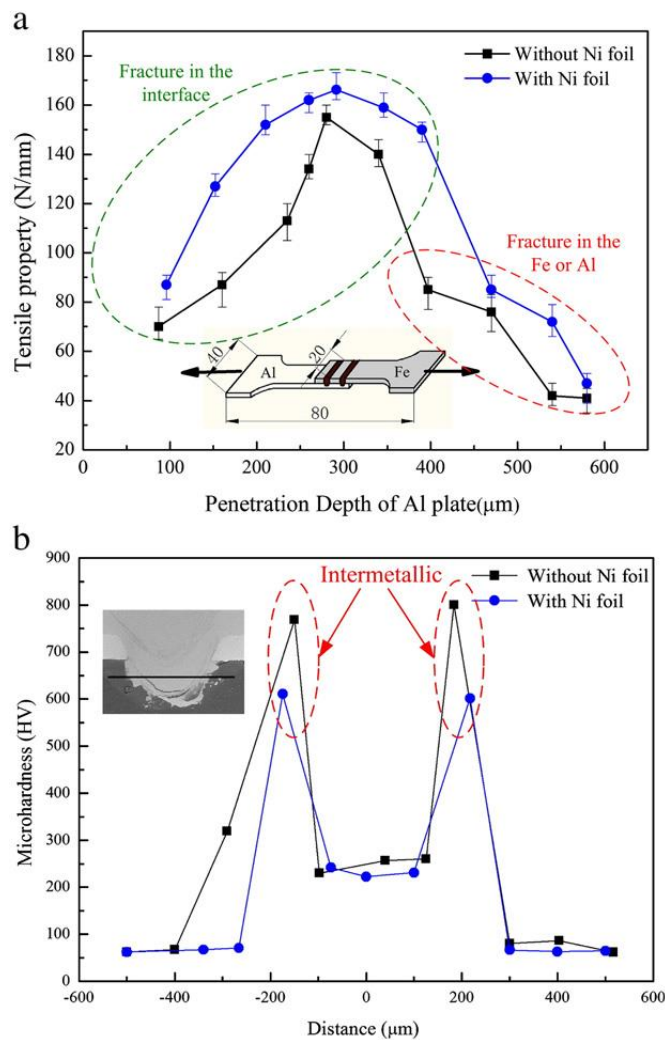 a
180
160
140
120
100
80
60
40
20
Tensile property (N/mm)
Fracture in the
interface
Without Ni foil
With Ni foil
Fracture in the
Fe or Al
40
20
Al
Fe
80
0
100
200
300
400
500
600
Penetration Depth of Al plate(μm)
b
900
800
700
600
500
400
300
200
100
0
Microhardness (HV)
Intermetallic
Without Ni foil
With Ni foil
-600
-400
-200
0
200
400
600
Distance (μm)